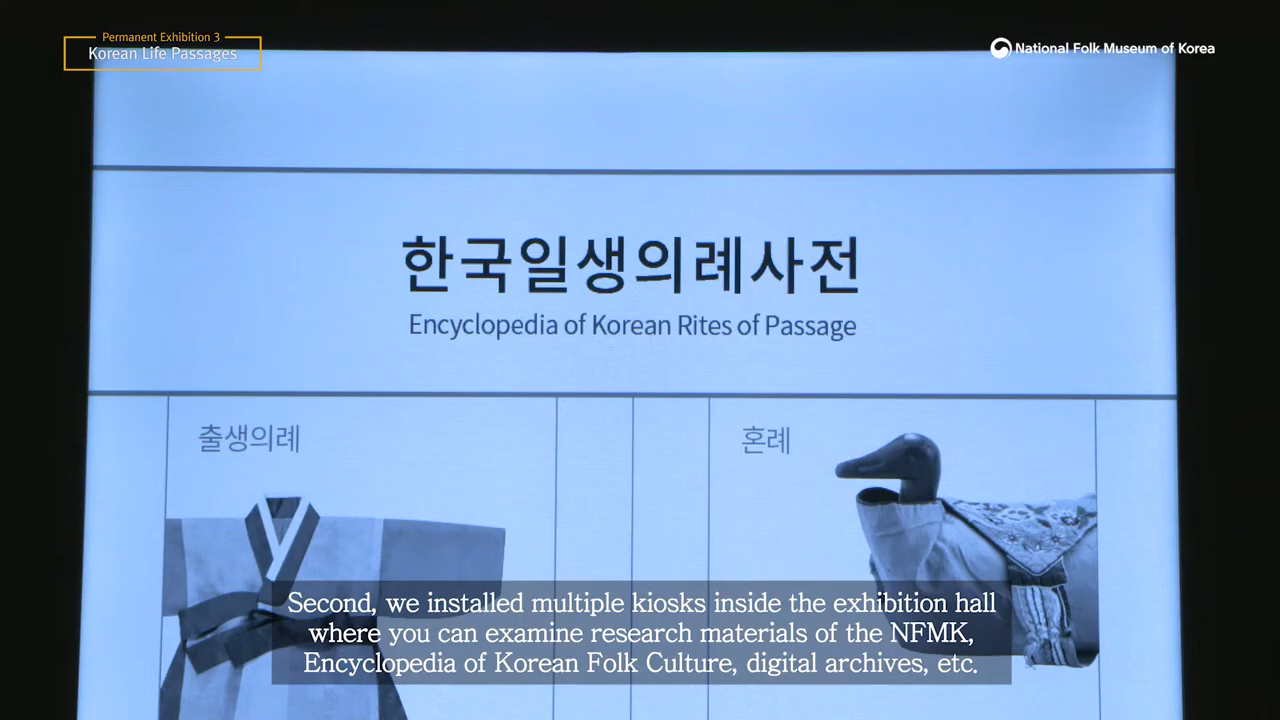 Permanent Exhibition 3
Korean Life Passages
National Folk Museum of Korea
한국일생의례사전
Encyclopedia of Korean Rites of Passage
출생의례
혼례
Second, we installed multiple kiosks inside the exhibition hall
where you can examine research materials of the NFMK,
Encyclopedia of Korean Folk Culture, digital archives, etc.